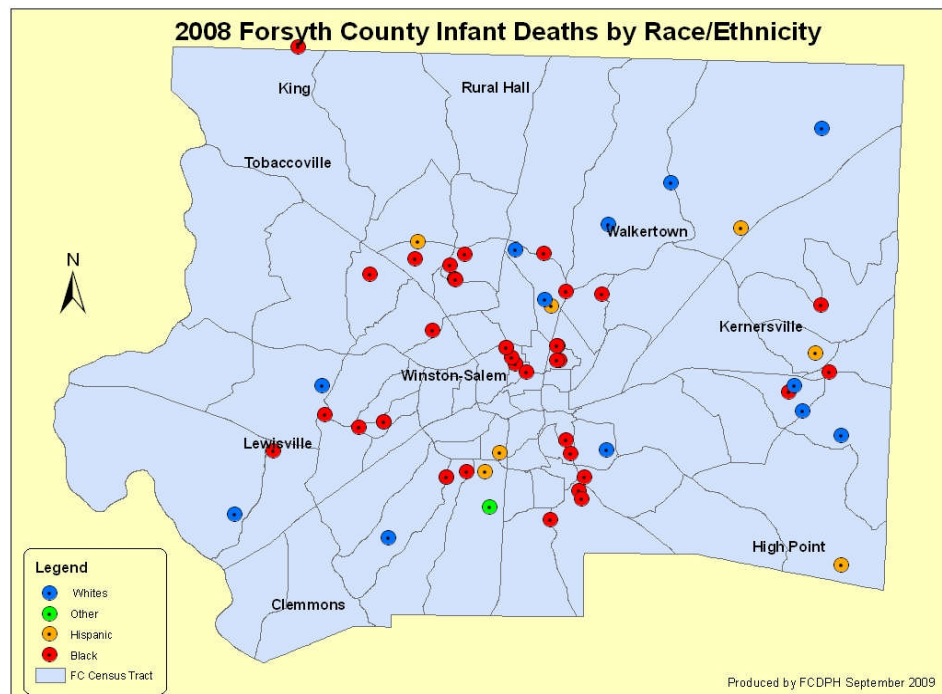 2008 Forsyth County Infant Deaths by Race/Ethnicity
King
Rural Hall
Tobaccoville
N
Walkertown
Kernersville
Winston-Salem
Lewisville
High Point
Clemmons
Legend
Whites
Other
Hispanic
Black
FC Census Tract
Produced by FCDPH September 2009